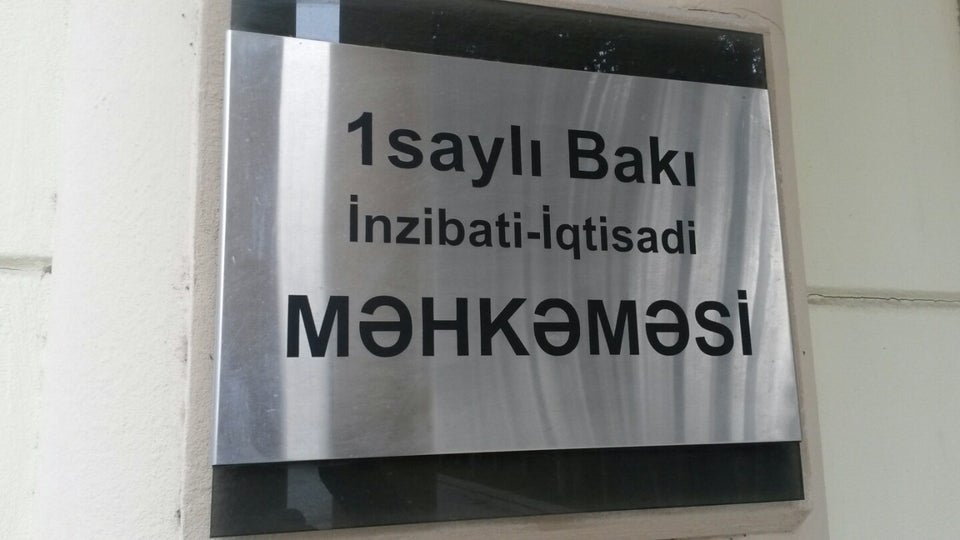 1saylı Bakı
İnzibati-İqtisadi
MƏHKƏMƏSİ